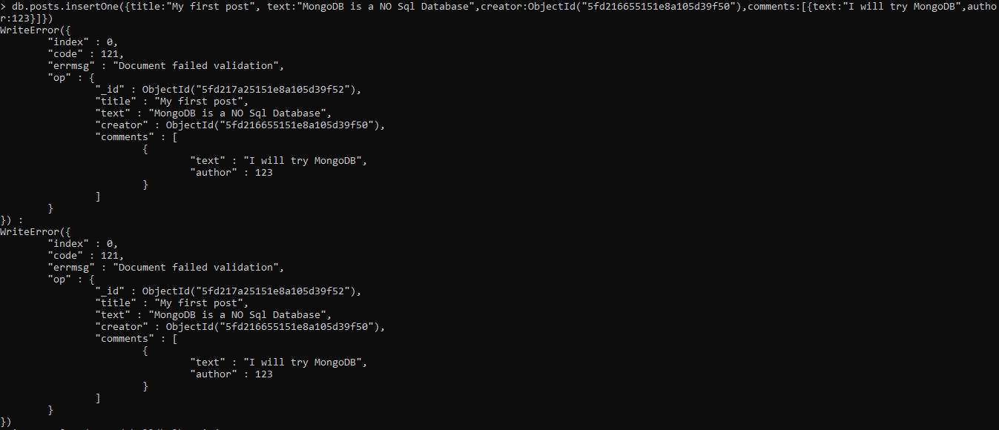 > db.posts.insertOne({title:"My first post", text:"MongoDB is a NO Sql Database",creator:ObjectId("5fd216655151e8a105d39f50"),comments:[{text:"I will try MongoDB",autho
r:123}]})
WriteError({
        "index" : 0,
        "code" : 121,
        "errmsg" : "Document failed validation",
        "op" : {
                "_id" : ObjectId("5fd217a25151e8a105d39f52"),
                "title" : "My first post",
                "text" : "MongoDB is a NO Sql Database",
                "creator" : ObjectId("5fd216655151e8a105d39f50"),
                "comments" : [
                        {
                                "text" : "I will try MongoDB",
                                "author" : 123
                        }
                ]
        }
}) :
WriteError({
        "index" : 0,
        "code" : 121,
        "errmsg" : "Document failed validation",
        "op" : {
                "_id" : ObjectId("5fd217a25151e8a105d39f52"),
                "title" : "My first post",
                "text" : "MongoDB is a NO Sql Database",
                "creator" : ObjectId("5fd216655151e8a105d39f50"),
                "comments" : [
                        {
                                "text" : "I will try MongoDB",
                                "author" : 123
                        }
                ]
        }
})